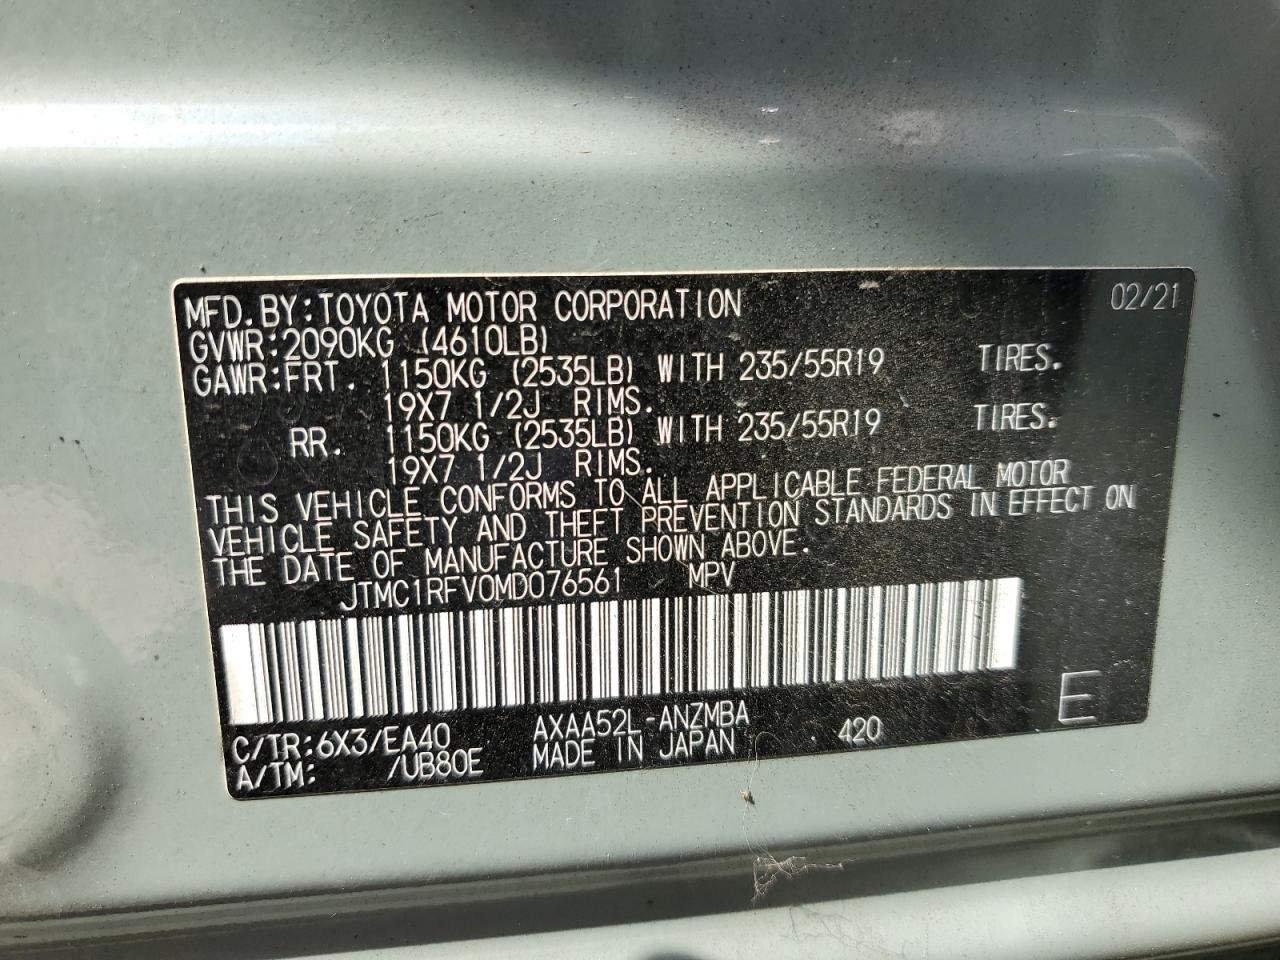 MFD.BY:TOYOTA MOTOR CORPORATION 02/21
GVWR:2090KG (4610LB)
GAWR:FRT. 1150KG (2535LB) WITH 235/55R19 TIRES.
19X7 1/2J RIMS.
RR. 1150KG (2535LB) WITH 235/55R19 TIRES.
19X7 1/2J RIMS.
THIS VEHICLE CONFORMS TO ALL APPLICABLE FEDERAL MOTOR
VEHICLE SAFETY AND THEFT PREVENTION STANDARDS IN EFFECT ON
THE DATE OF MANUFACTURE SHOWN ABOVE.
JTMC1RFV0MD076561 MPV
E
C/TR:6X3/EA40 AXAA52L-ANZMBA 420
A/TM: /UB80E MADE IN JAPAN